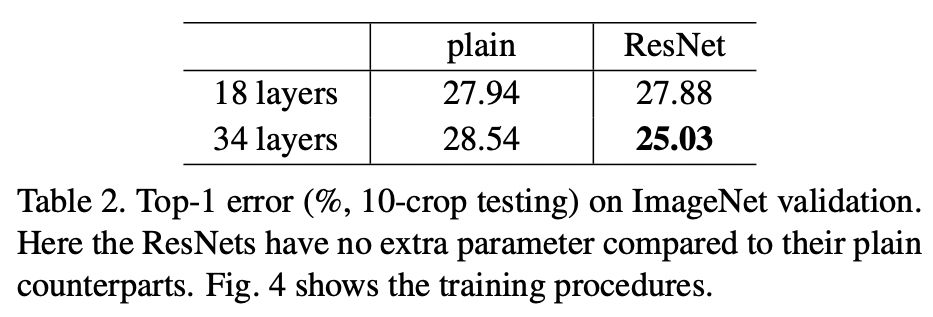 plain ResNet
18 layers 27.94 27.88
34 layers 28.54 25.03
Table 2. Top-1 error (%, 10-crop testing) on ImageNet validation.
Here the ResNets have no extra parameter compared to their plain
counterparts. Fig. 4 shows the training procedures.